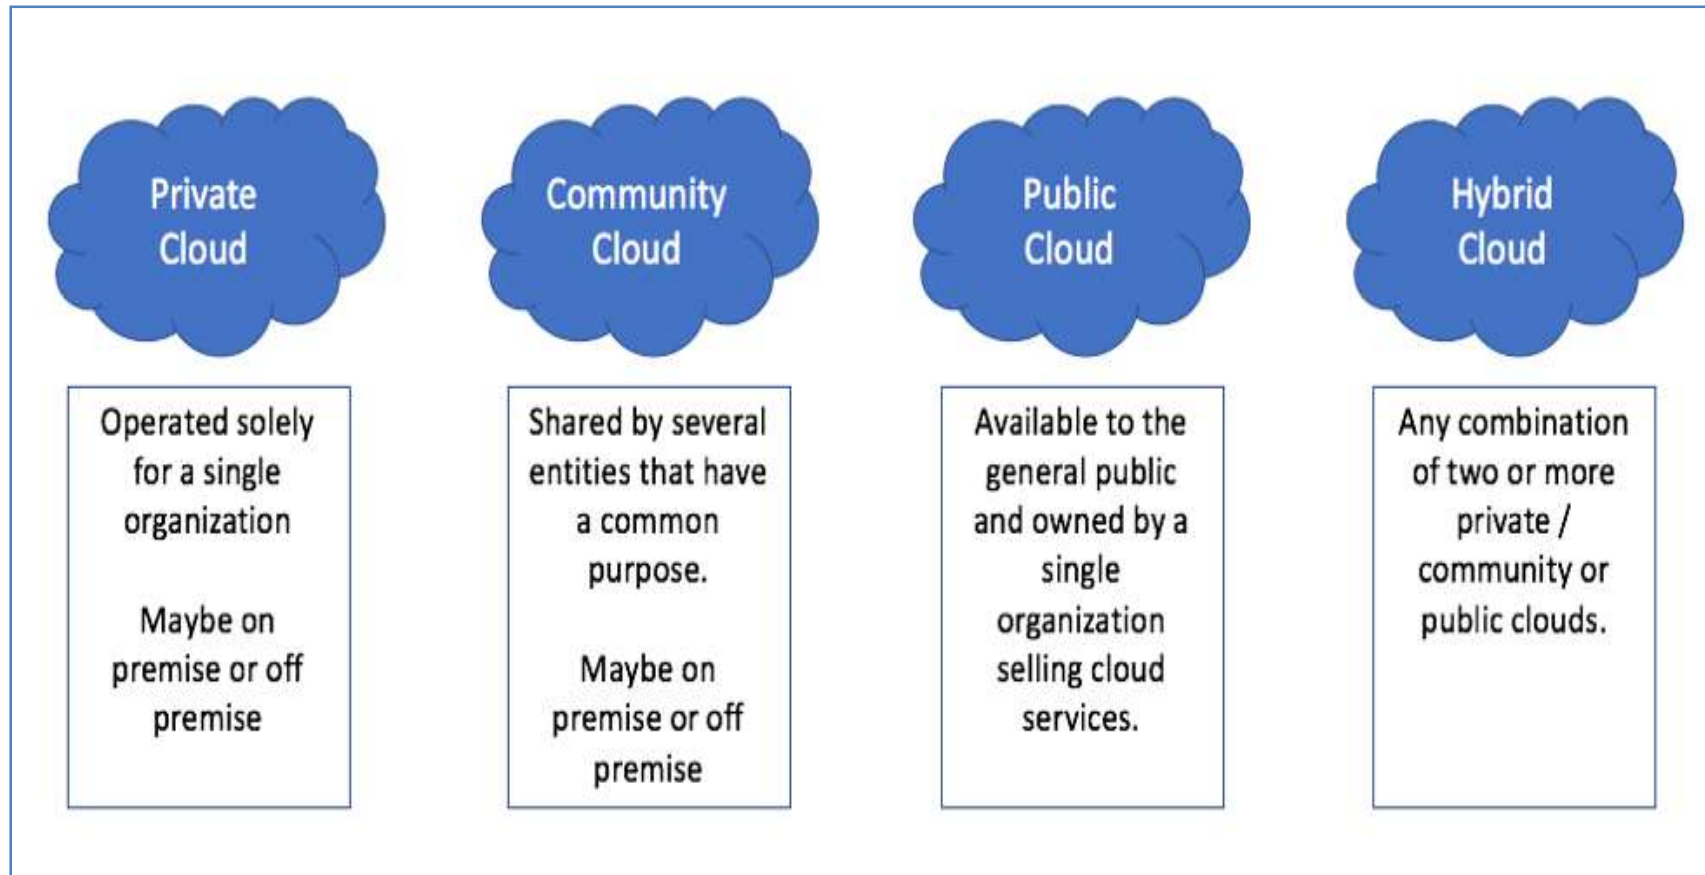 Private
Cloud
Community
Cloud
Public
Cloud
Hybrid
Cloud
Operated solely
for a single
organization
Maybe on
premise or off
premise
Shared by several
entities that have
a common
purpose.
Maybe on
premise or off
premise
Available to the
general public
and owned by a
single
organization
selling cloud
services.
Any combination
of two or more
private /
community or
public clouds.